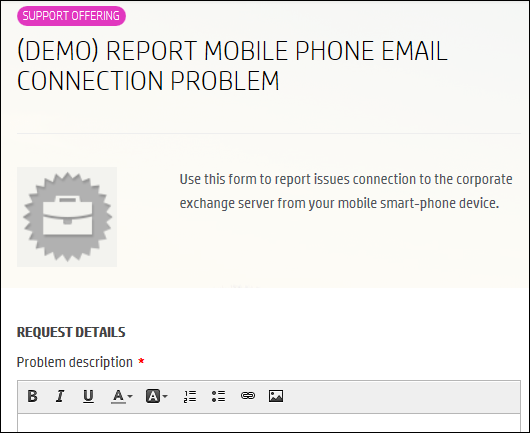 SUPPORT OFFERING
(DEMO) REPORT MOBILE PHONE EMAIL
CONNECTION PROBLEM
Use this form to report issues connection to the corporate
exchange server from your mobile smart-phone device.
REQUEST DETAILS
Problem description *
B I U A A